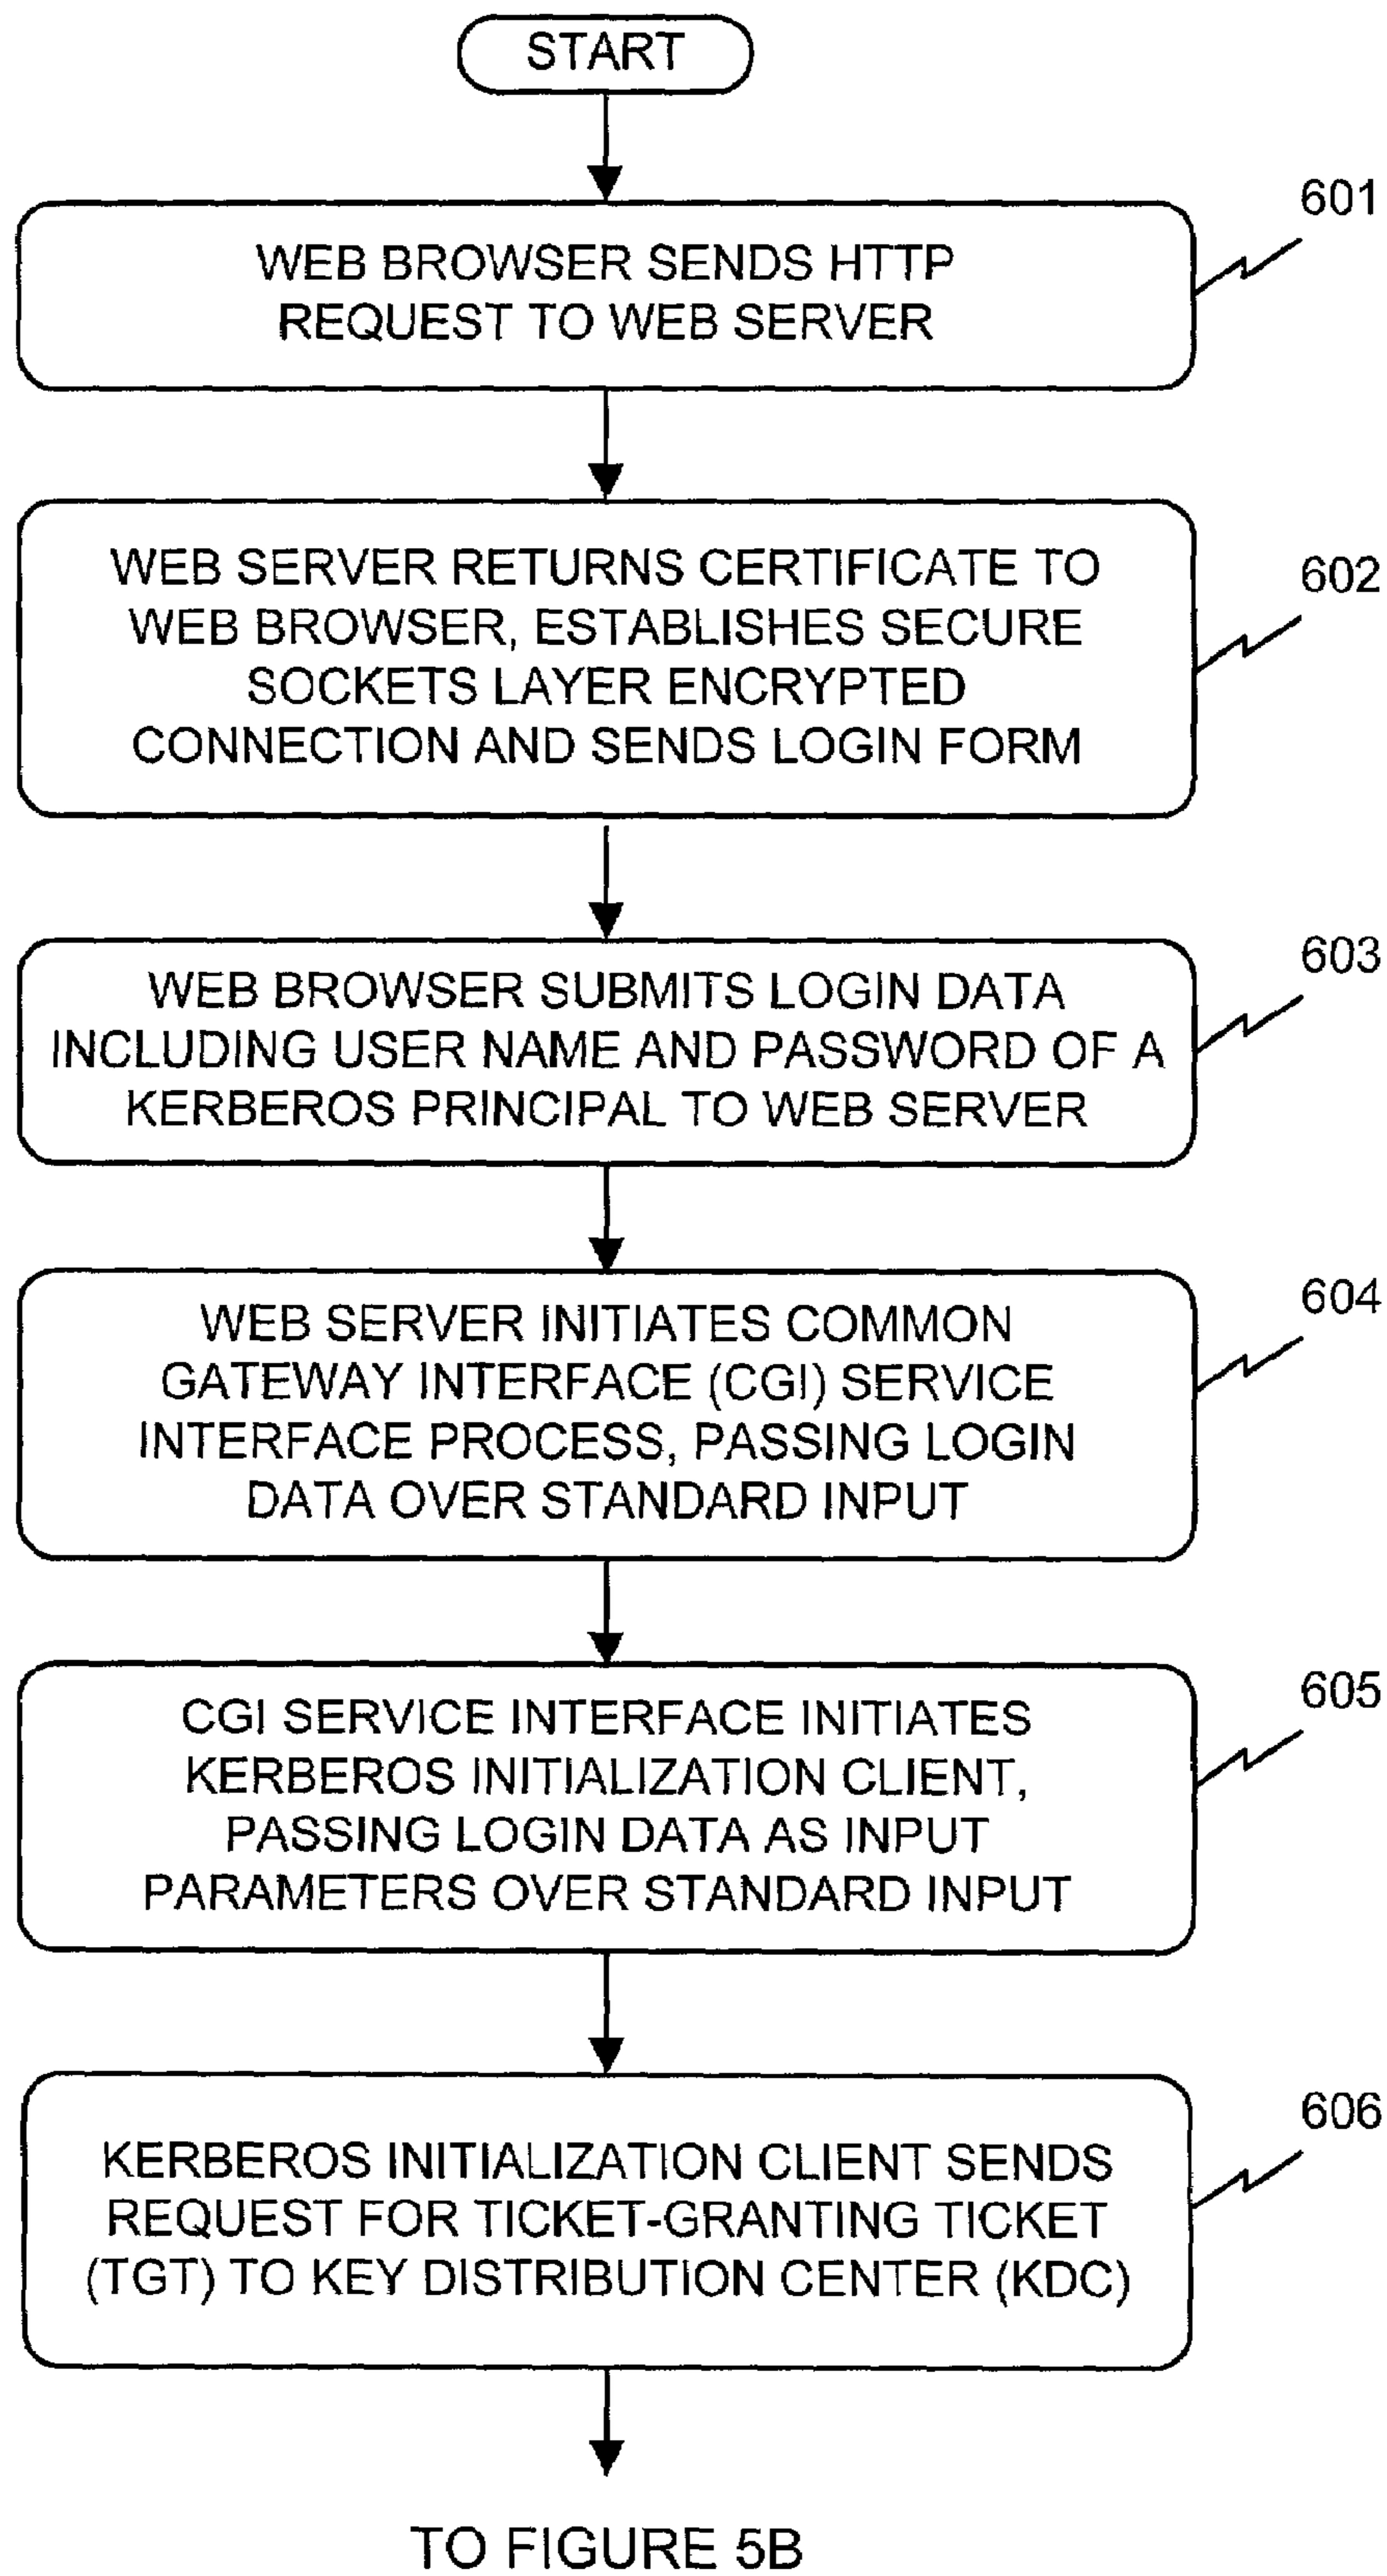 START
601
WEB BROWSER SENDS HTTP
REQUEST TO WEB SERVER
602
WEB SERVER RETURNS CERTIFICATE TO
WEB BROWSER, ESTABLISHES SECURE
SOCKETS LAYER ENCRYPTED
CONNECTION AND SENDS LOGIN FORM
603
WEB BROWSER SUBMITS LOGIN DATA
INCLUDING USER NAME AND PASSWORD OF A
KERBEROS PRINCIPAL TO WEB SERVER
604
WEB SERVER INITIATES COMMON
GATEWAY INTERFACE (CGI) SERVICE
INTERFACE PROCESS, PASSING LOGIN
DATA OVER STANDARD INPUT
605
CGI SERVICE INTERFACE INITIATES
KERBEROS INITIALIZATION CLIENT,
PASSING LOGIN DATA AS INPUT
PARAMETERS OVER STANDARD INPUT
606
KERBEROS INITIALIZATION CLIENT SENDS
REQUEST FOR TICKET-GRANTING TICKET
(TGT) TO KEY DISTRIBUTION CENTER (KDC)
TO FIGURE 5B